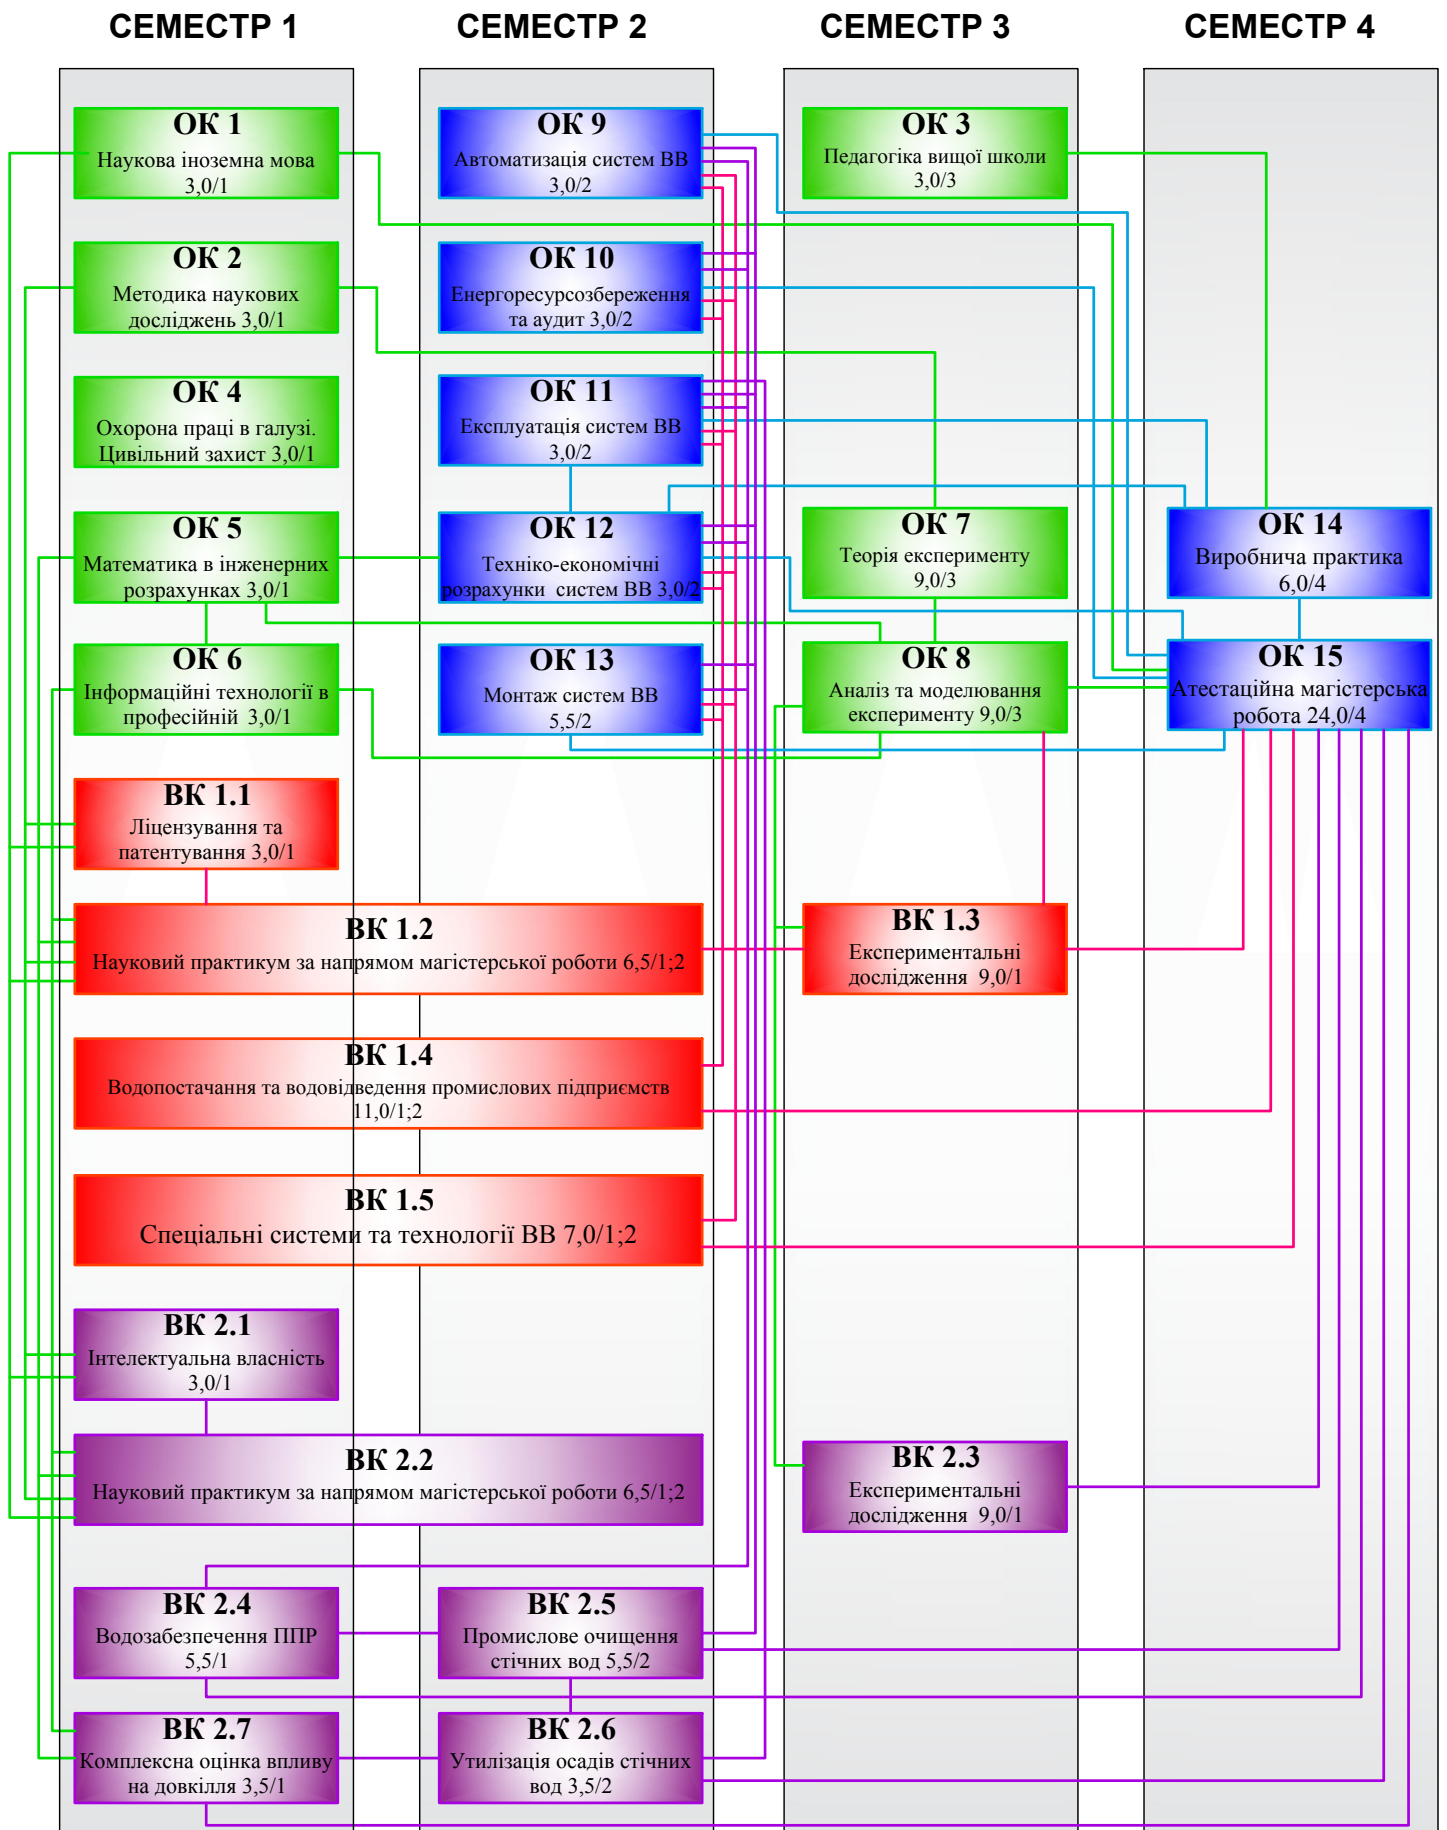 СЕМЕСТР 1
СЕМЕСТР 2
СЕМЕСТР 3
СЕМЕСТР 4
ОК 1
Наукова іноземна мова
3,0/1
ОК 9
Автоматизація систем ВВ
3,0/2
ОК 3
Педагогіка вищої школи
3,0/3
ОК 2
Методика наукових
досліджень 3,0/1
ОК 10
Енергоресурсозбереження
та аудит 3,0/2
ОК 4
Охорона праці в галузі.
Цивільний захист 3,0/1
ОК 11
Експлуатація систем ВВ
3,0/2
ОК 5
Математика в інженерних
розрахунках 3,0/1
ОК 12
Техніко-економічні
розрахунки систем ВВ 3,0/2
ОК 7
Теорія експерименту
9,0/3
ОК 14
Виробнича практика
6,0/4
ОК 6
Інформаційні технології в
професійній 3,0/1
ОК 13
Монтаж систем ВВ
5,5/2
ОК 8
Аналіз та моделювання
експерименту 9,0/3
ОК 15
Атестаційна магістерська
робота 24,0/4
ВК 1.1
Ліцензування та
патентування 3,0/1
ВК 1.2
Науковий практикум за напрямом магістерської роботи 6,5/1;2
ВК 1.3
Експериментальні
дослідження 9,0/1
ВК 1.4
Водопостачання та водовідведення промислових підприємств
11,0/1;2
ВК 1.5
Спеціальні системи та технології ВВ 7,0/1;2
ВК 2.1
Інтелектуальна власність
3,0/1
ВК 2.2
Науковий практикум за напрямом магістерської роботи 6,5/1;2
ВК 2.3
Експериментальні
дослідження 9,0/1
ВК 2.4
Водозабезпечення ППР
5,5/1
ВК 2.5
Промислове очищення
стічних вод 5,5/2
ВК 2.7
Комплексна оцінка впливу
на довкілля 3,5/1
ВК 2.6
Утилізація осадів стічних
вод 3,5/2